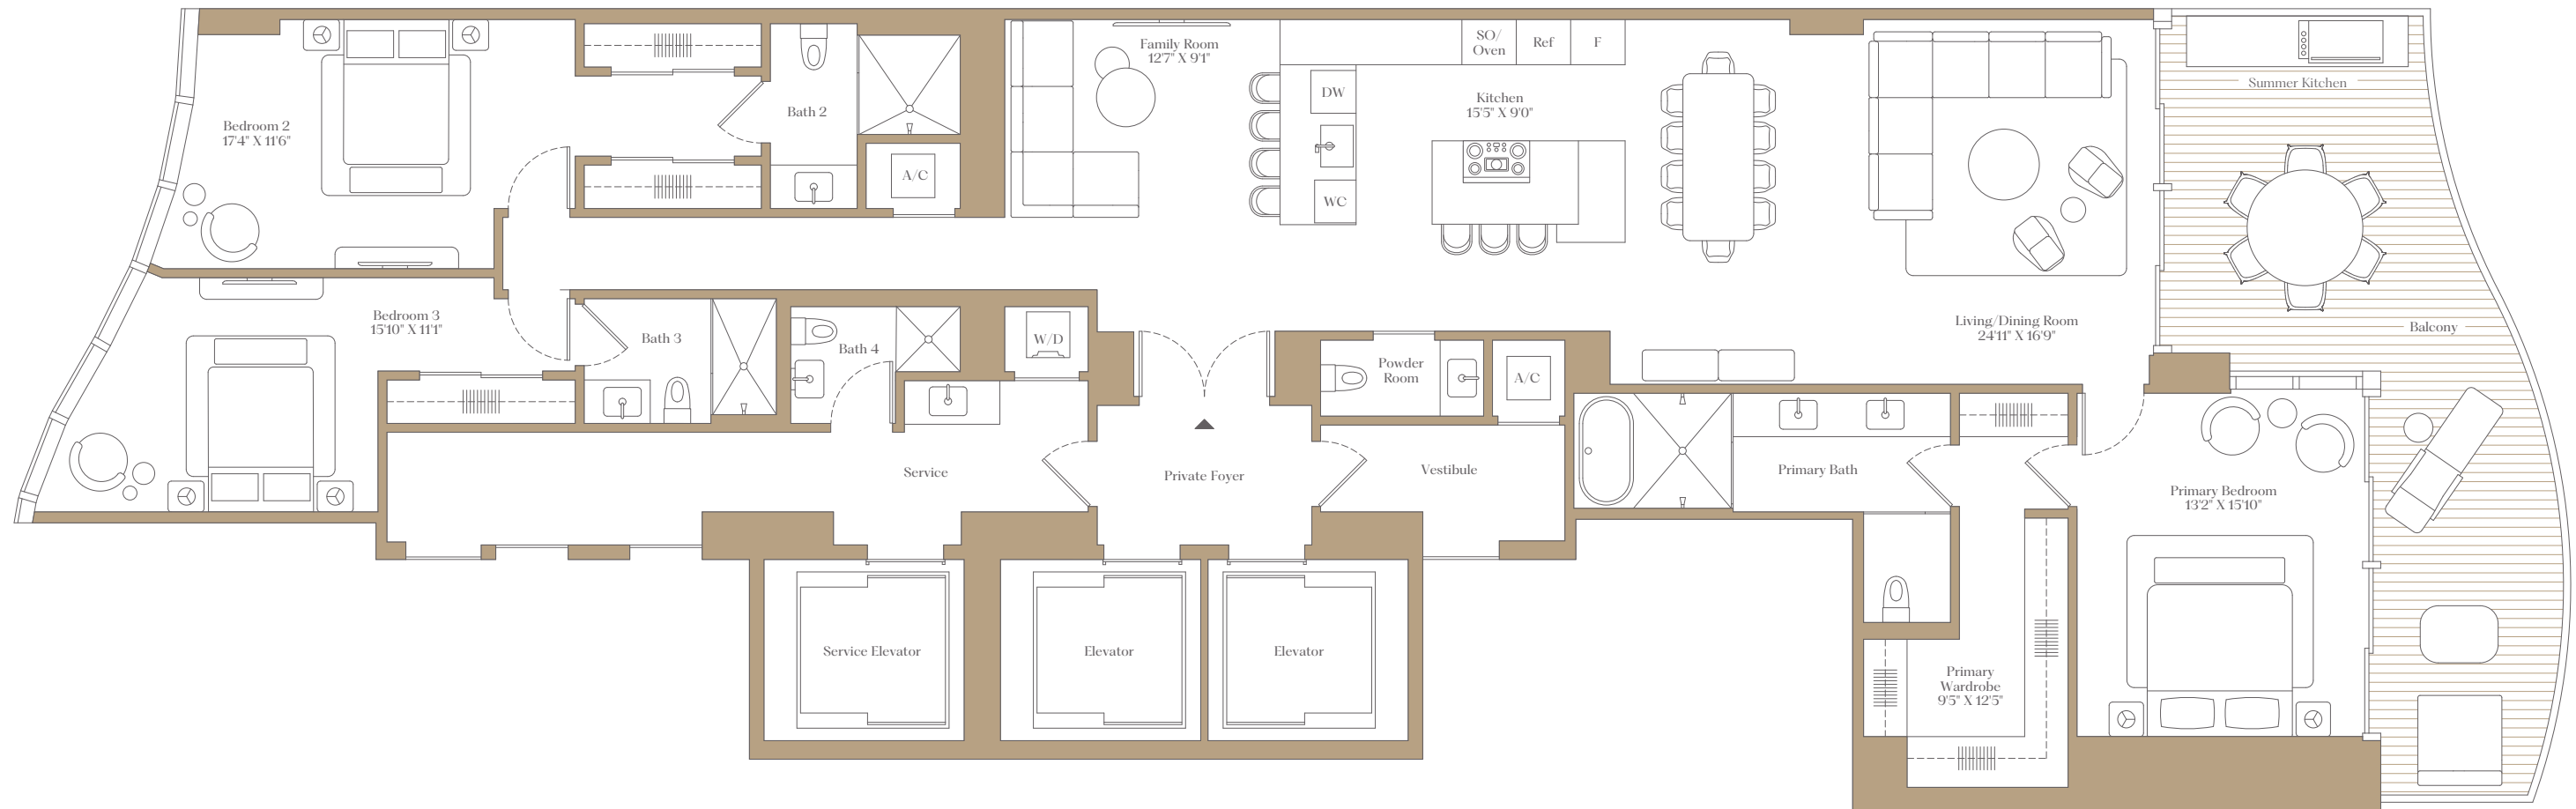 Bedroom 2
17'4" X 11'6"
Bath 2
A/C
Family Room
12'7" X 9'1"
SO/
Oven
Ref
F
DW
WC
Kitchen
15'5" X 9'0"
Summer Kitchen
Balcony
Living/Dining Room
24'11" X 16'9"
Bedroom 3
15'10" X 11'1"
Bath 3
Bath 4
W/D
Powder
Room
A/C
Service
Private Foyer
Vestibule
Primary Bath
Primary Bedroom
13'2" X 15'10"
Service Elevator
Elevator
Elevator
Primary
Wardrobe
9'5" X 12'5"